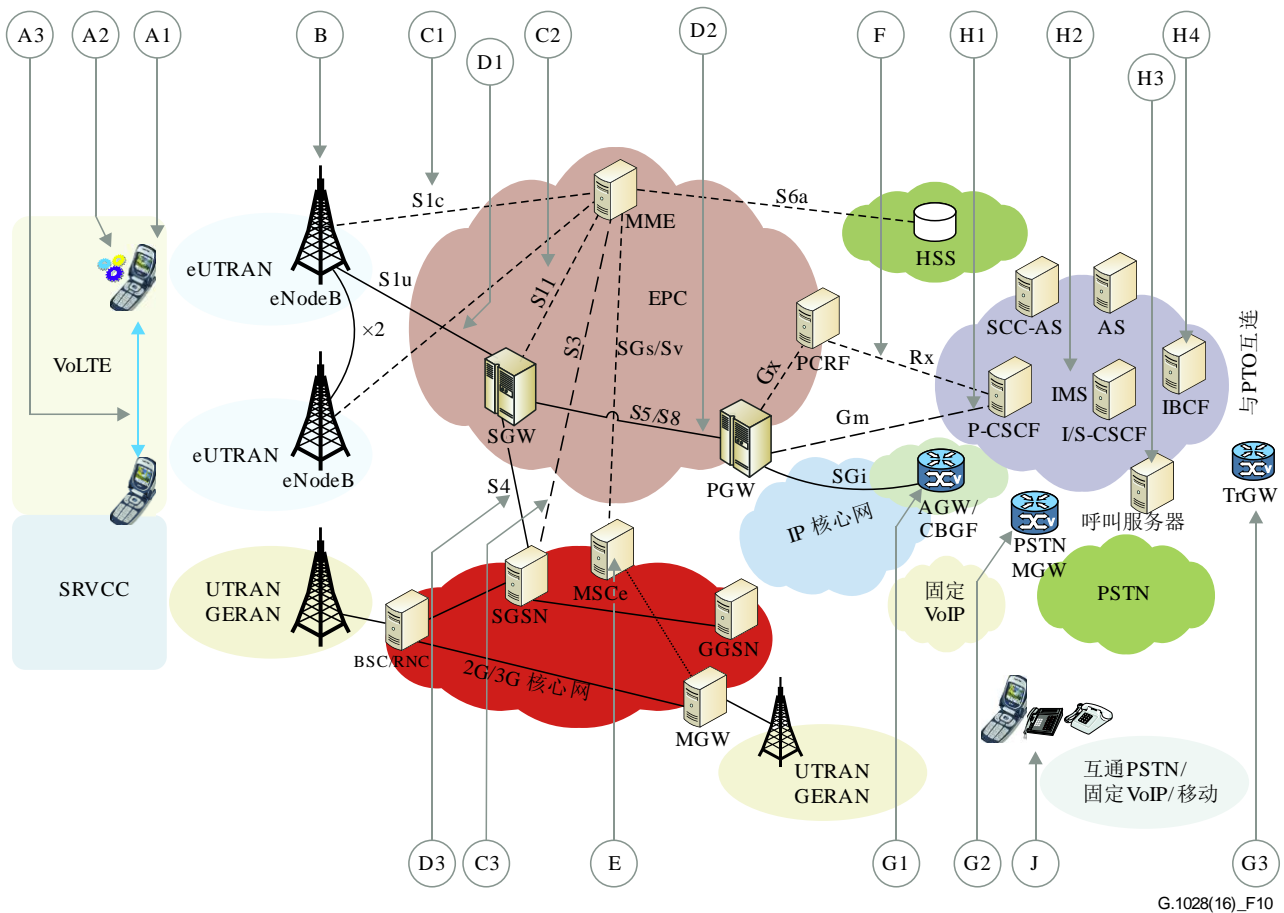 A3
A2
A1
B
C1
D1
C2
D2
F
H1
H2
H3
H4
S1c
MME
S6a
HSS
eUTRAN
eNodeB
S1u
S11
EPC
SCC-AS
AS
VoLTE
×2
S3
SGs/Sv
PCRF
Rx
Gx
IMS
IBCF
与PTO互连
SGW
S5/S8
Gm
P-CSCF
I/S-CSCF
eUTRAN
eNodeB
S4
PGW
SGi
IP 核心网
AGW/
CBGF
PSTN
MGW
呼叫服务器
TrGW
SRVCC
UTRAN
GERAN
SGSN
MSCe
GGSN
BSC/RNC
2G/3G 核心网
MGW
固定
VoIP
PSTN
UTRAN
GERAN
互通PSTN/
固定VoIP/移动
D3
C3
E
G1
G2
J
G3
G.1028(16)_F10